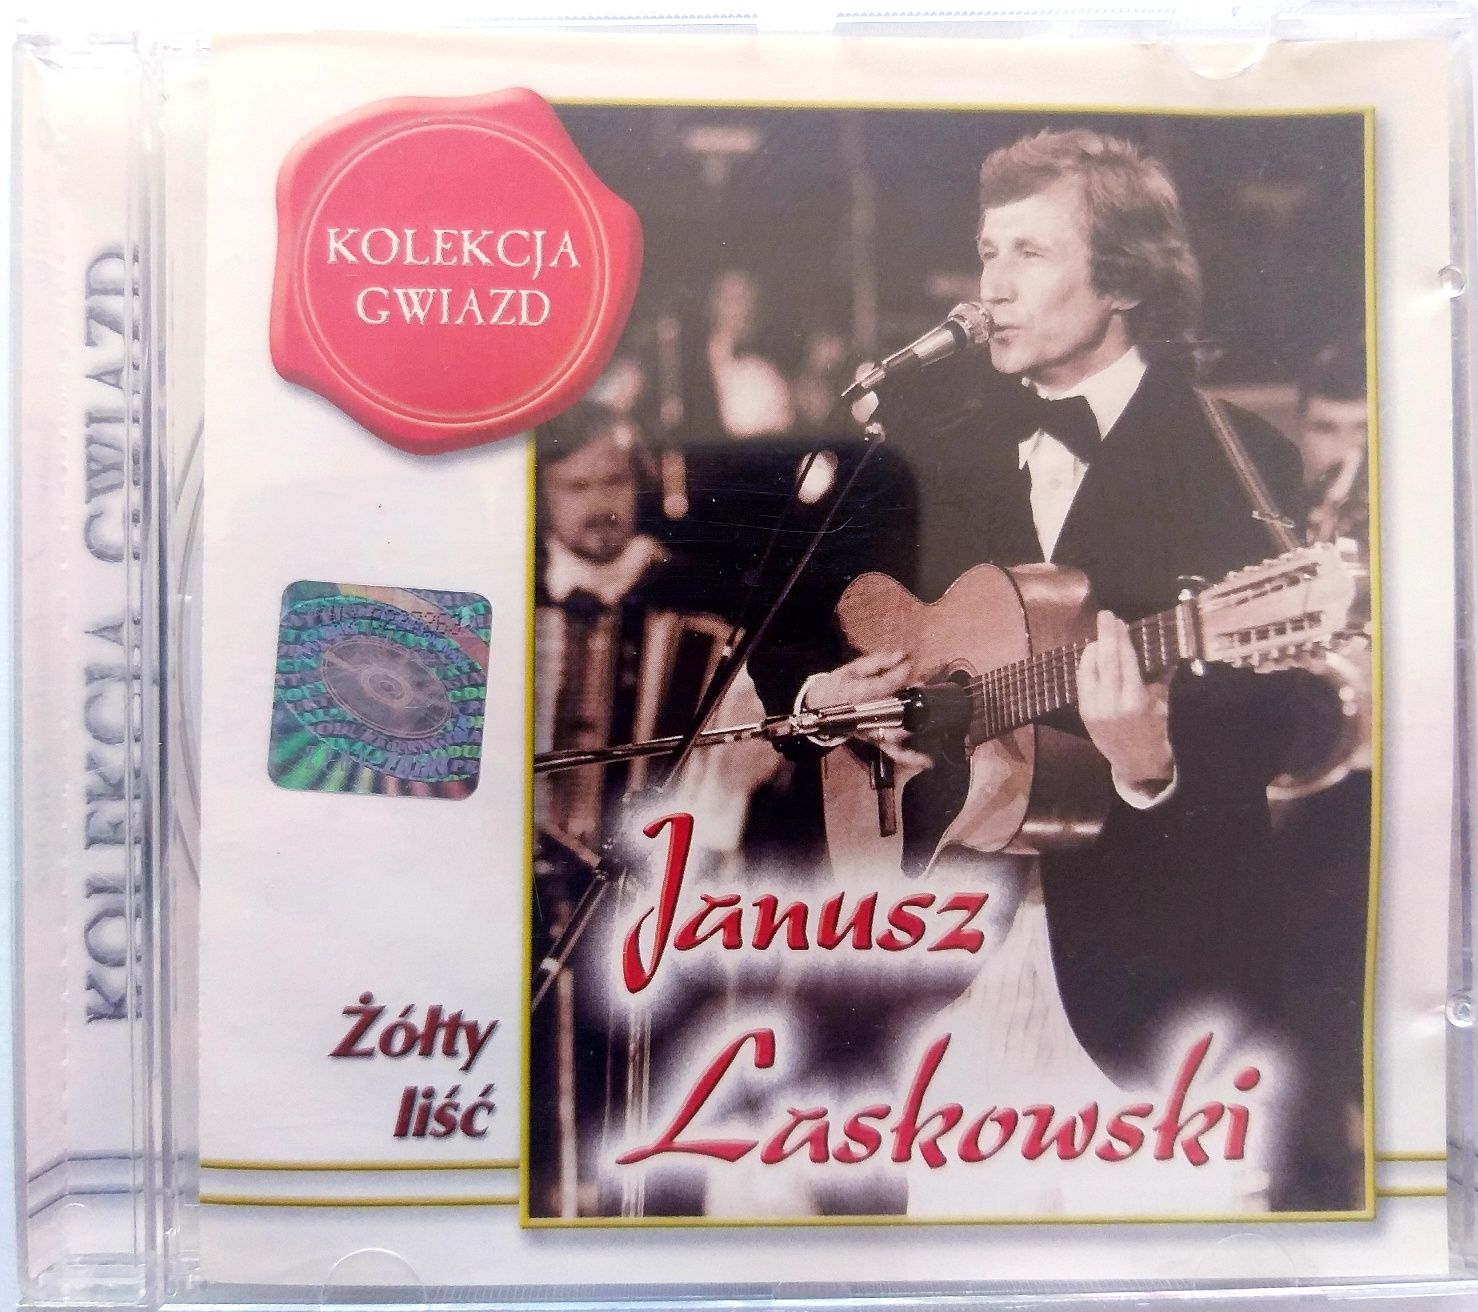 KOLEKCJA GWIAZD
KOLEKCJA
GWIAZD
Janusz
Laskowski
Żółty
liść